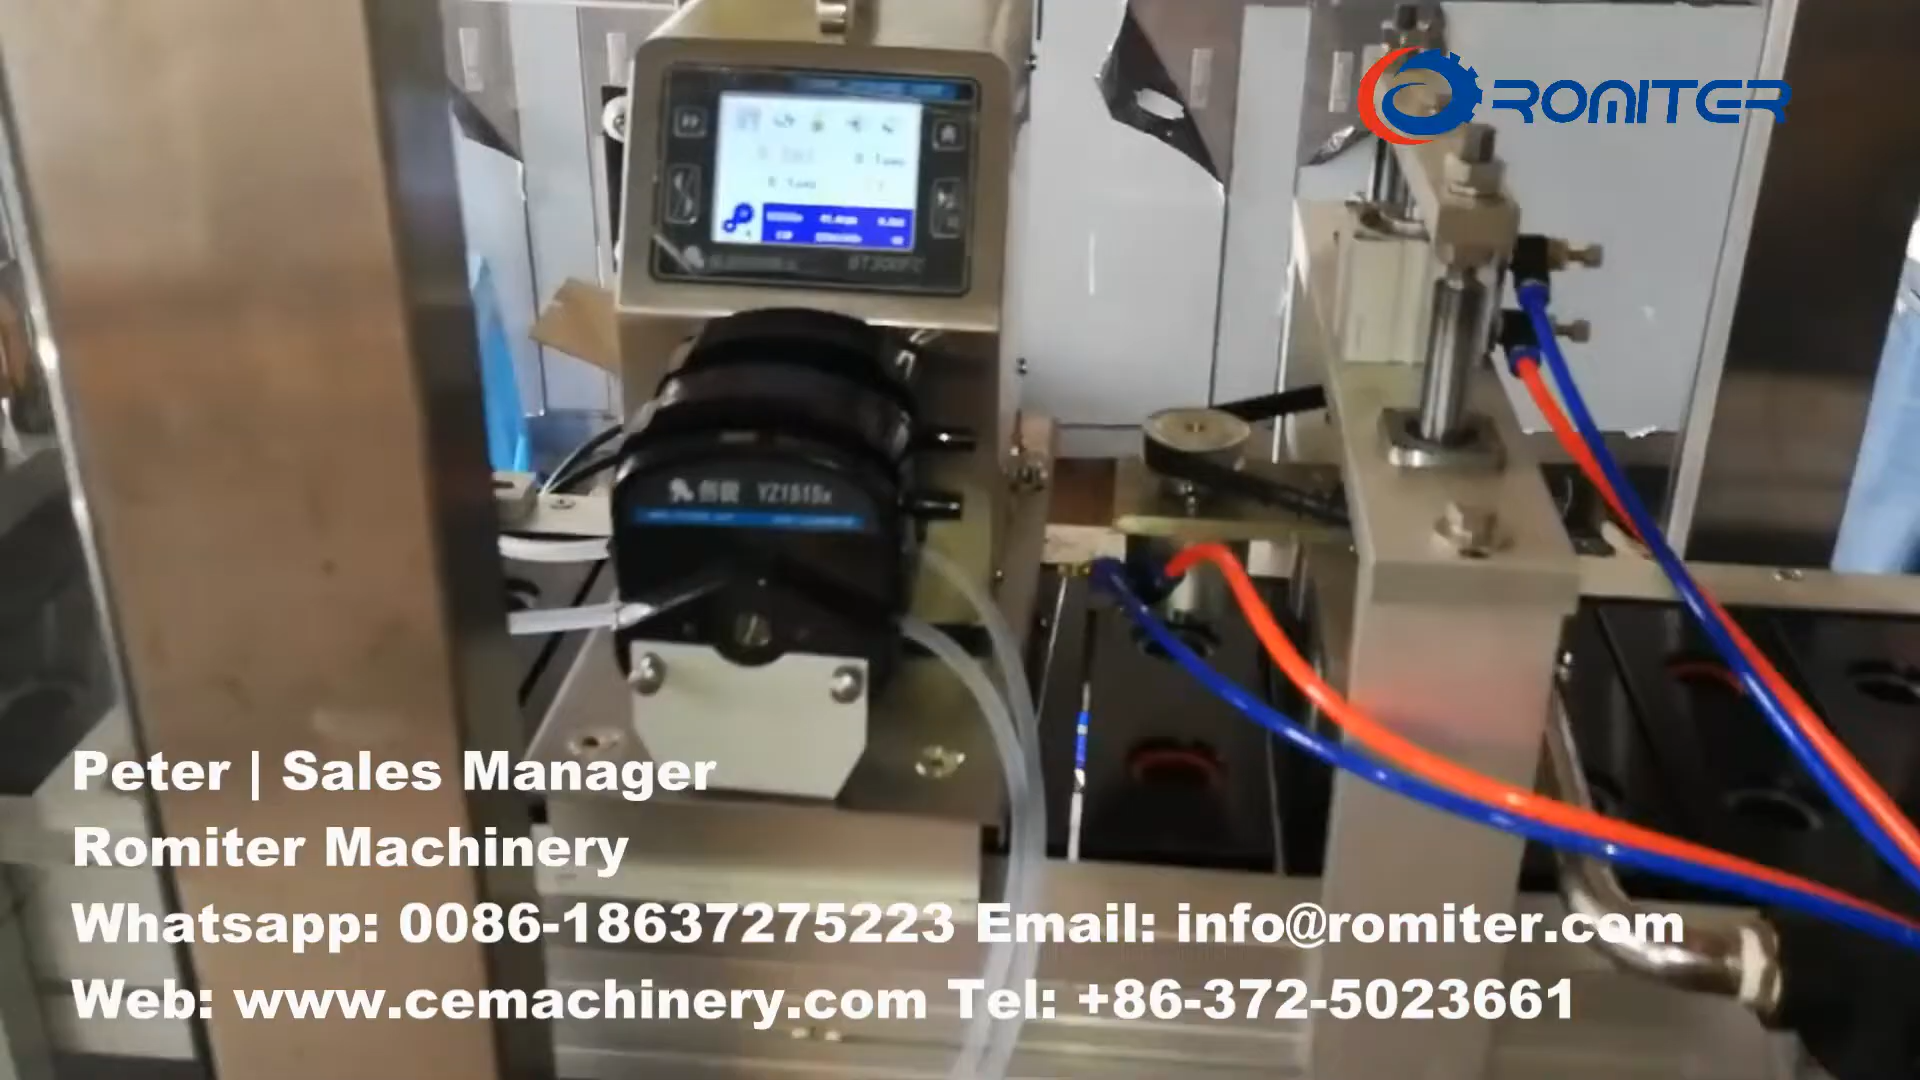 ROMITER
BT300FC
YZ1515x
Peter | Sales Manager
Romiter Machinery
Whatsapp: 0086-18637275223 Email: info@romiter.com
Web: www.cemachinery.com Tel: +86-372-5023661